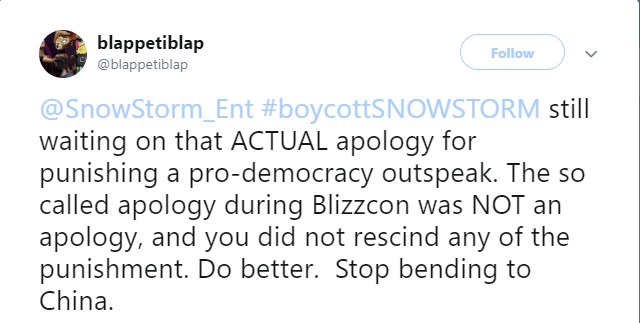 blappetiblap
@blappetiblap
Follow
@SnowStorm_Ent #boycottSNOWSTORM still
waiting on that ACTUAL apology for
punishing a pro-democracy outspeak. The so
called apology during Blizzcon was NOT an
apology, and you did not rescind any of the
punishment. Do better.  Stop bending to
China.